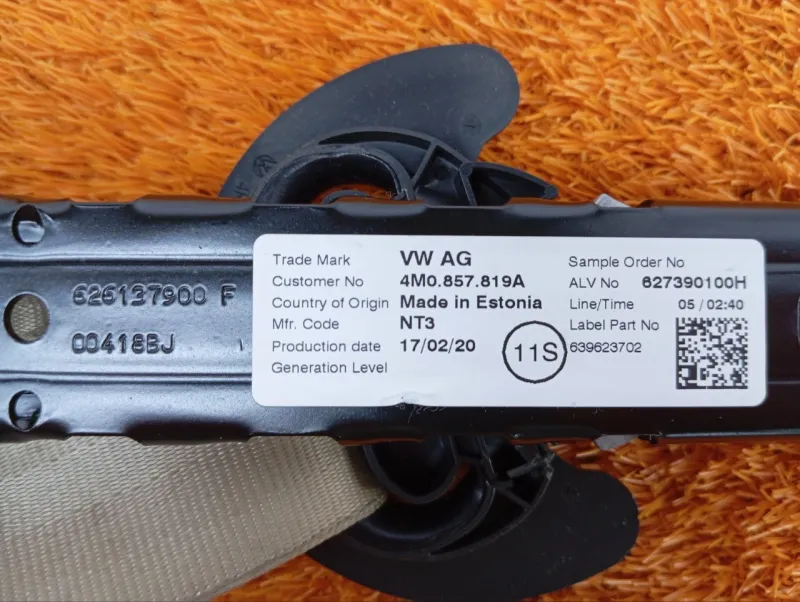 626137900 F
00418BJ
Trade Mark VW AG
Customer No 4M0.857.819A
Country of Origin Made in Estonia
Mfr. Code NT3
Production date 17/02/20
Generation Level
11S
Sample Order No
ALV No 627390100H
Line/Time 05 / 02:40
Label Part No
639623702